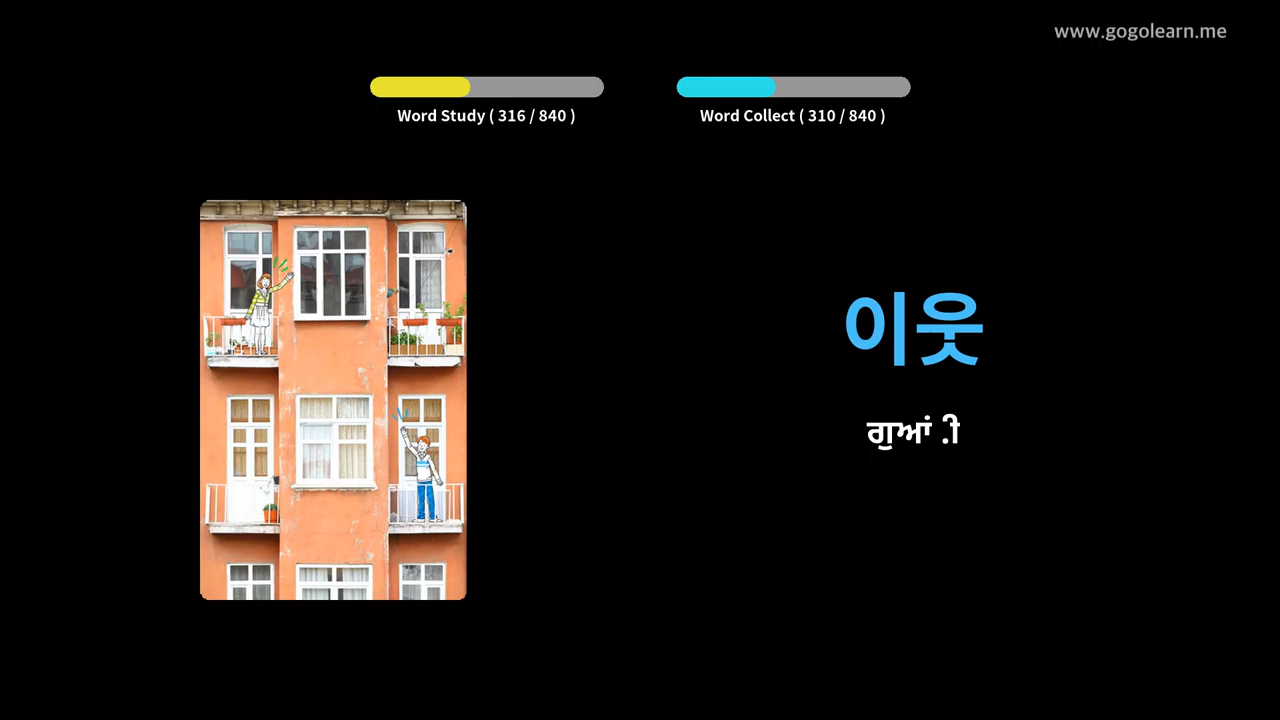 www.gogolearn.me
Word Study ( 316 / 840 )
Word Collect ( 310 / 840 )
이웃
ਗੁਆਂ .ੀ